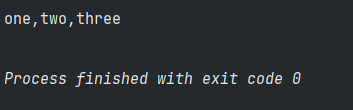 one,two,three
Process finished with exit code 0